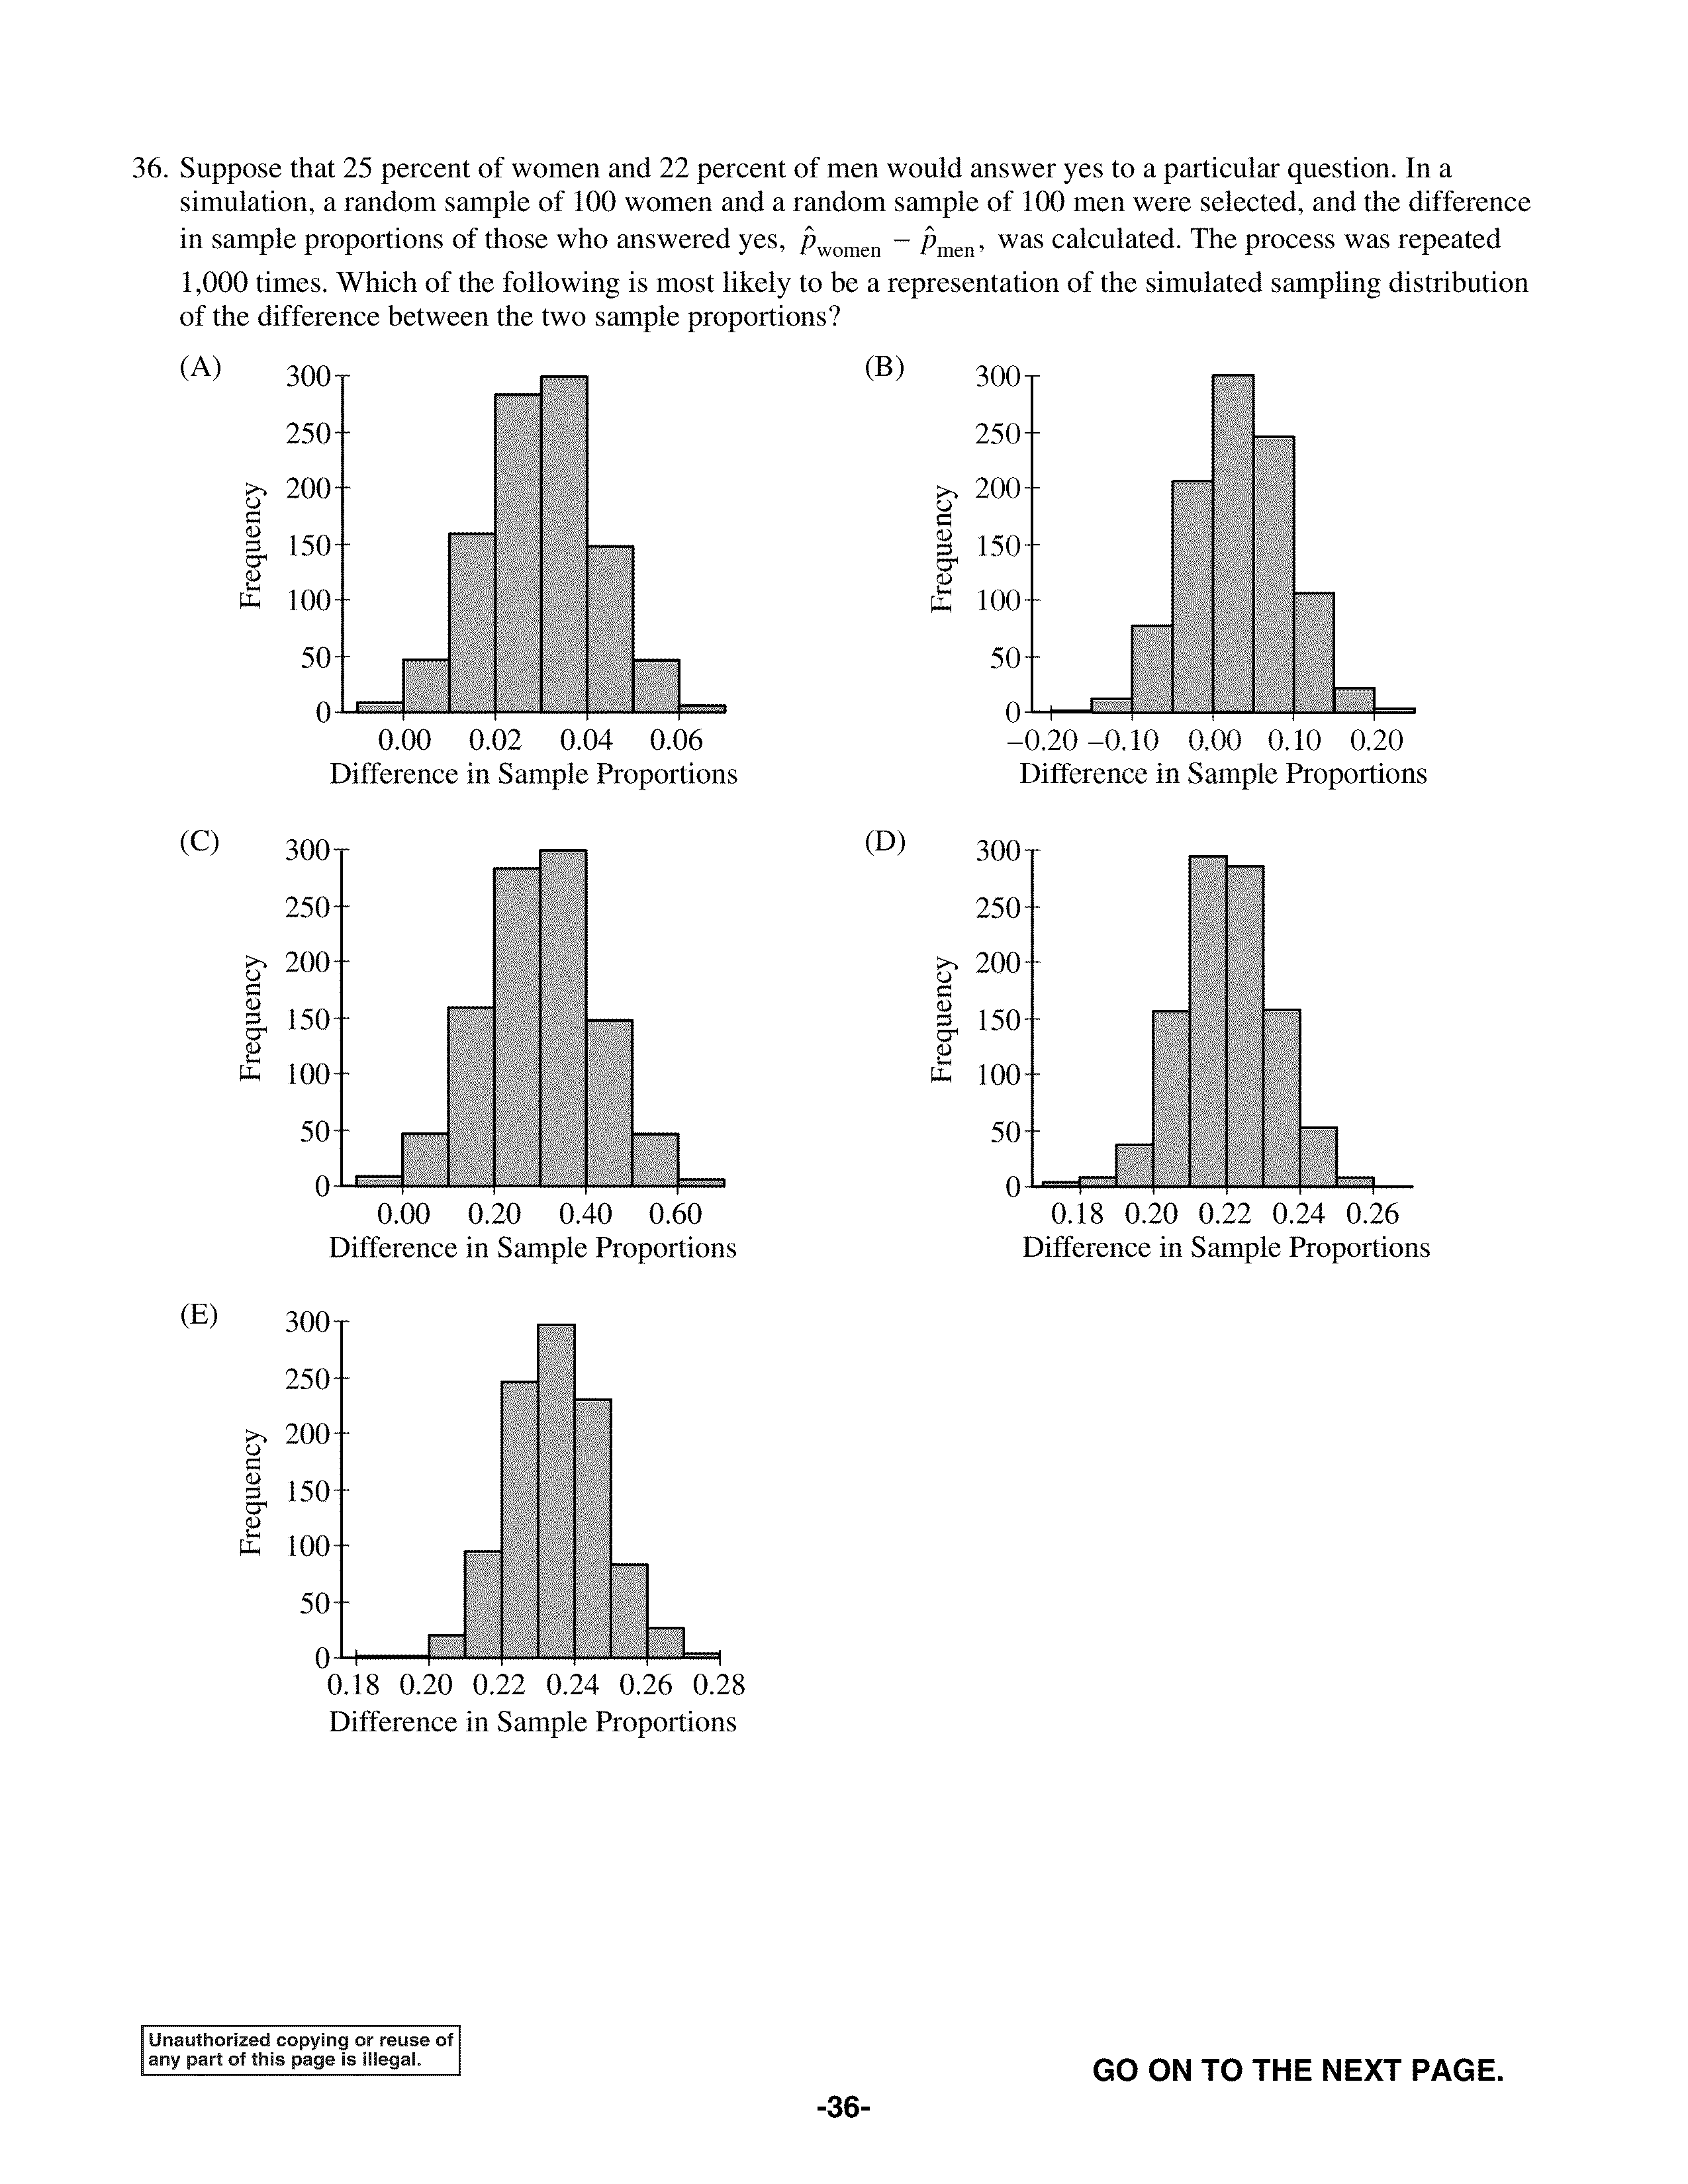 36. Suppose that 25 percent of women and 22 percent of men would answer yes to a particular question. In a
simulation, a random sample of 100 women and a random sample of 100 men were selected, and the difference
in sample proportions of those who answered yes, p̂women − p̂men, was calculated. The process was repeated
1,000 times. Which of the following is most likely to be a representation of the simulated sampling distribution
of the difference between the two sample proportions?
(A)
300
250
200
150
100
50
0
Frequency
0.00 0.02 0.04 0.06
Difference in Sample Proportions
(B)
300
250
200
150
100
50
0
Frequency
−0.20 −0.10 0.00 0.10 0.20
Difference in Sample Proportions
(C)
300
250
200
150
100
50
0
Frequency
0.00 0.20 0.40 0.60
Difference in Sample Proportions
(D)
300
250
200
150
100
50
0
Frequency
0.18 0.20 0.22 0.24 0.26
Difference in Sample Proportions
(E)
300
250
200
150
100
50
0
Frequency
0.18 0.20 0.22 0.24 0.26 0.28
Difference in Sample Proportions
Unauthorized copying or reuse of
any part of this page is illegal.
GO ON TO THE NEXT PAGE.
-36-